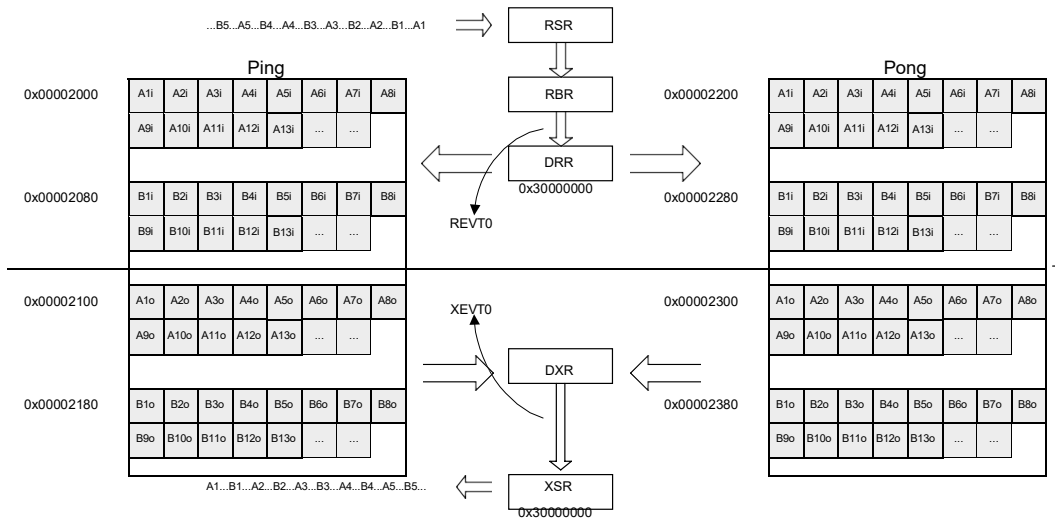 ...B5...A5...B4...A4...B3...A3...B2...A2...B1...A1
RSR
Ping
Pong
RBR
0x00002000
A1i A2i A3i A4i A5i A6i A7i A8i
A9i A10i A11i A12i A13i ... ...
0x00002200
A1i A2i A3i A4i A5i A6i A7i A8i
A9i A10i A11i A12i A13i ... ...
DRR
0x30000000
REVT0
0x00002080
B1i B2i B3i B4i B5i B6i B7i B8i
B9i B10i B11i B12i B13i ... ...
0x00002280
B1i B2i B3i B4i B5i B6i B7i B8i
B9i B10i B11i B12i B13i ... ...
0x00002100
A1o A2o A3o A4o A5o A6o A7o A8o
A9o A10o A11o A12o A13o ... ...
XEVT0
0x00002300
A1o A2o A3o A4o A5o A6o A7o A8o
A9o A10o A11o A12o A13o ... ...
DXR
0x00002180
B1o B2o B3o B4o B5o B6o B7o B8o
B9o B10o B11o B12o B13o ... ...
0x00002380
B1o B2o B3o B4o B5o B6o B7o B8o
B9o B10o B11o B12o B13o ... ...
A1...B1...A2...B2...A3...B3...A4...B4...A5...B5...
XSR
0x30000000